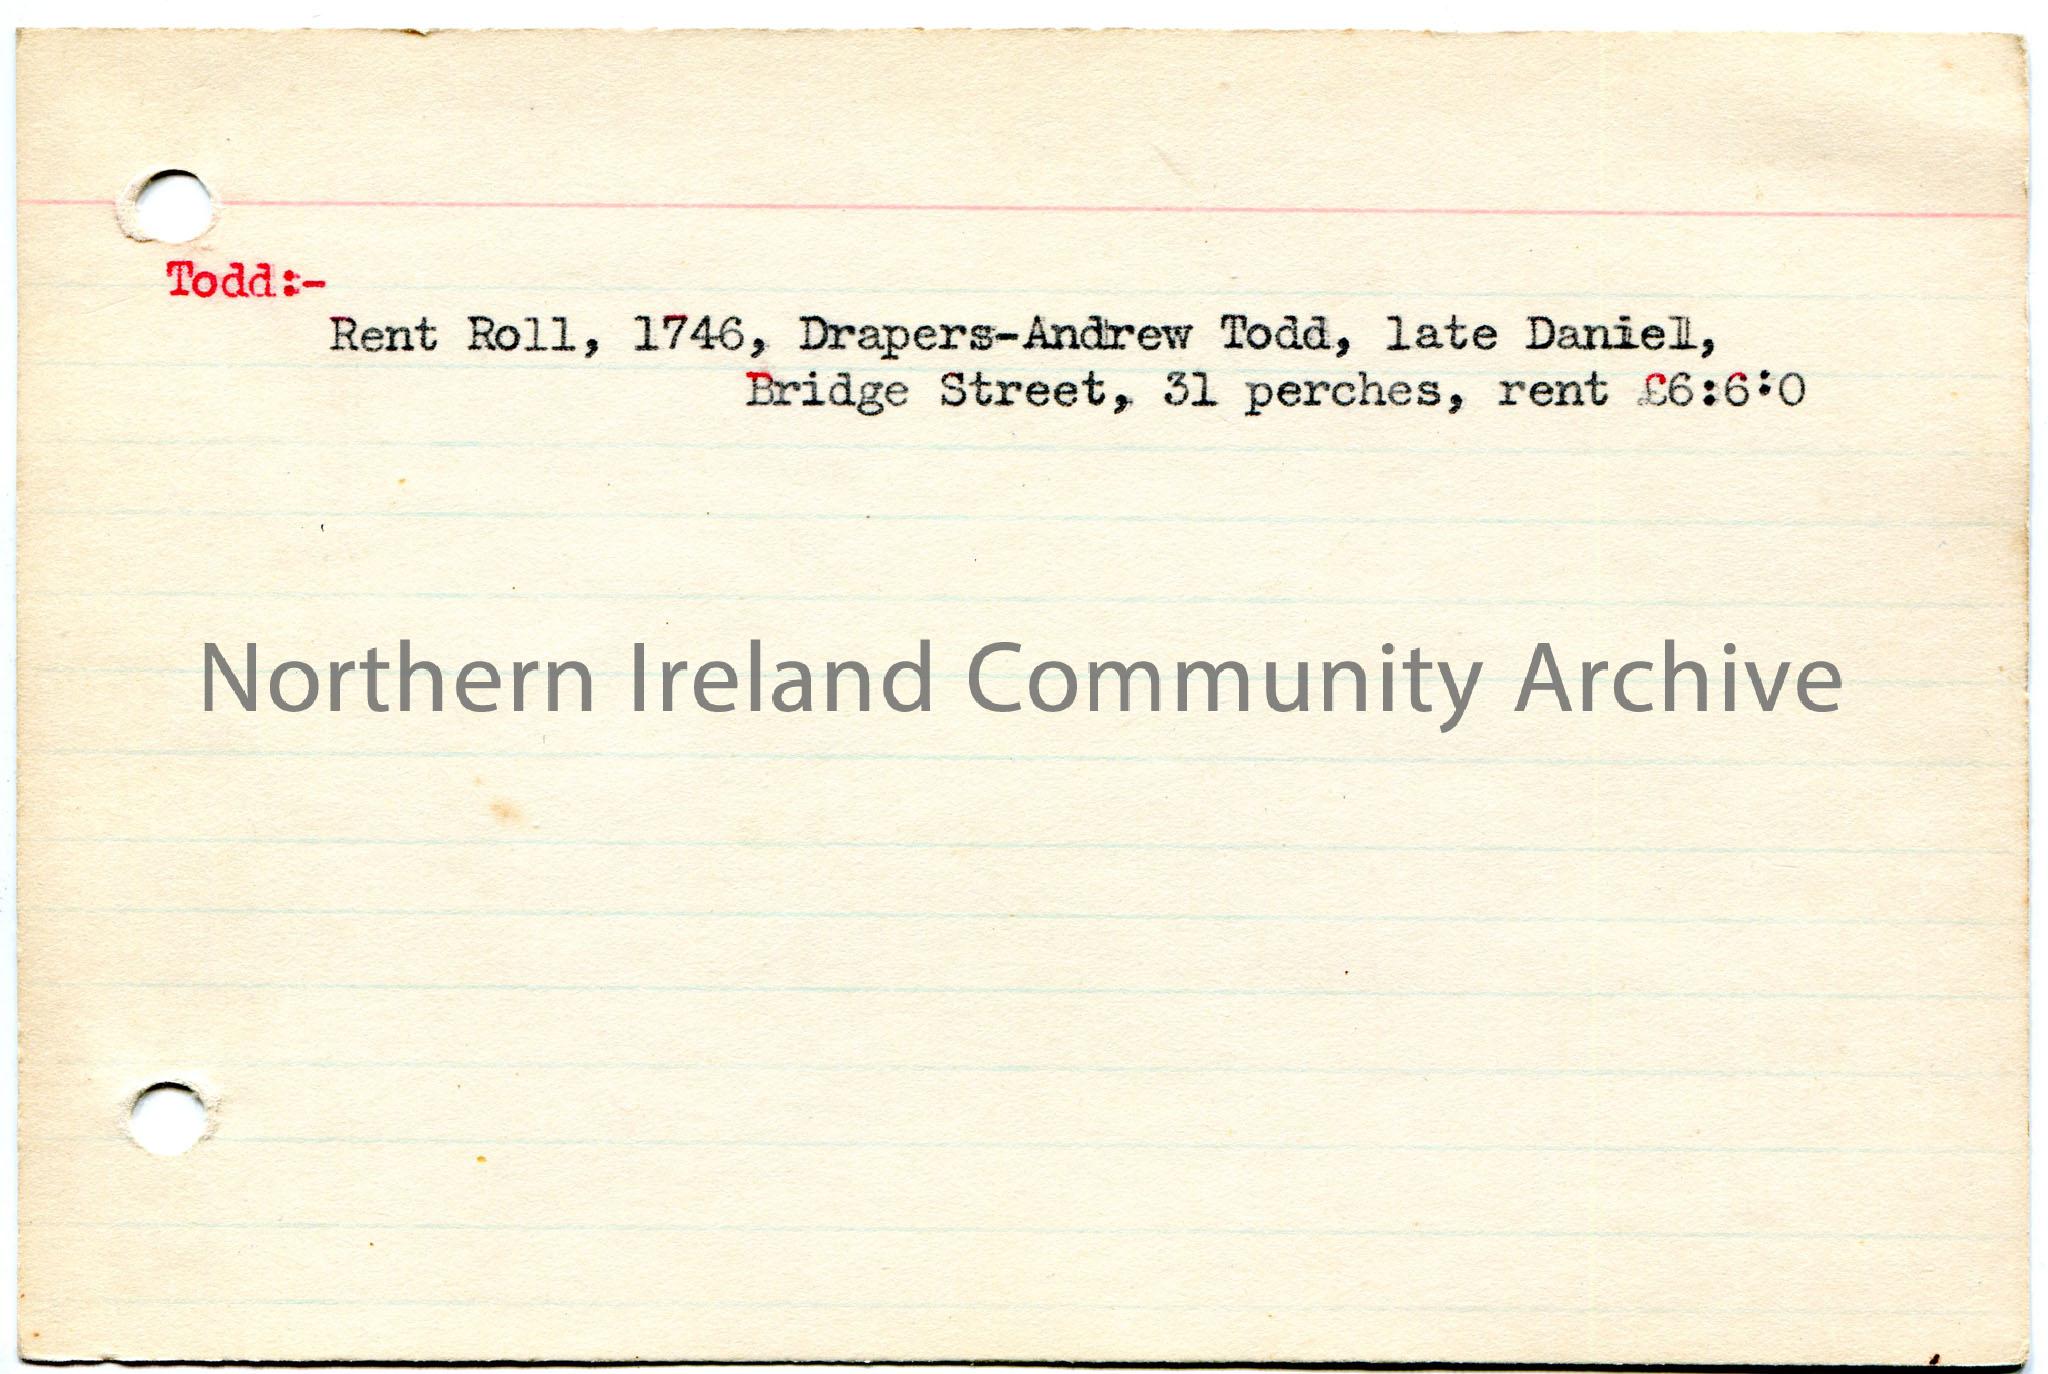 Todd:-
Rent Roll, 1746, Drapers-Andrew Todd, late Daniel,
Bridge Street, 31 perches, rent £6:6:0
Northern Ireland Community Archive